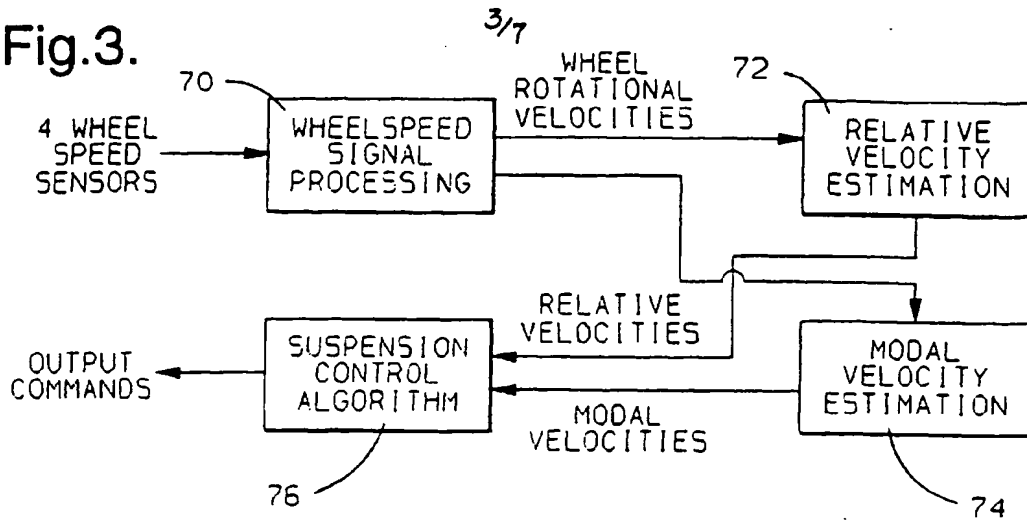 Fig.3.
3/7
70
WHEEL
ROTATIONAL
VELOCITIES
72
4 WHEEL
SPEED
SENSORS
WHEELSPEED
SIGNAL
PROCESSING
RELATIVE
VELOCITY
ESTIMATION
RELATIVE
VELOCITIES
OUTPUT
COMMANDS
SUSPENSION
CONTROL
ALGORITHM
MODAL
VELOCITY
ESTIMATION
MODAL
VELOCITIES
76
74